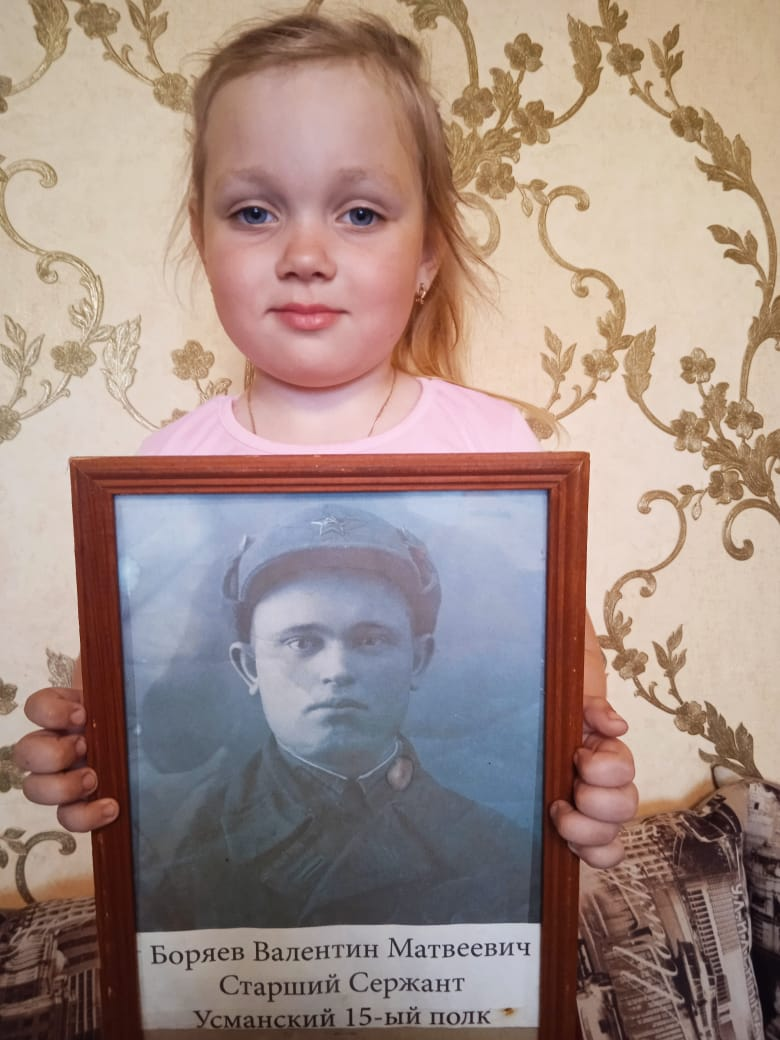 Боряев Валентин Матвеевич
Старший Сержант
Усманский 15-ый полк